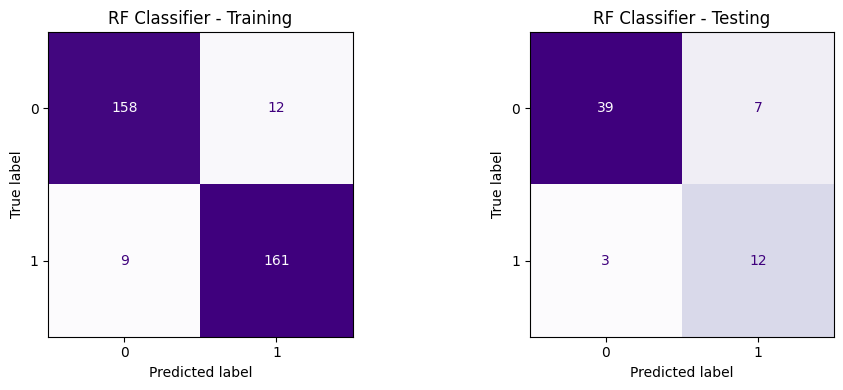 RF Classifier - Training
True label
0
158
12
1
9
161
0
1
Predicted label
RF Classifier - Testing
True label
0
39
7
1
3
12
0
1
Predicted label